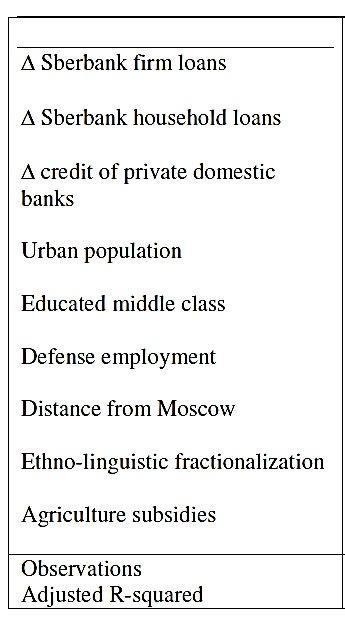 Δ Sberbank firm loans
Δ Sberbank household loans
Δ credit of private domestic
banks
Urban population
Educated middle class
Defense employment
Distance from Moscow
Ethno-linguistic fractionalization
Agriculture subsidies
Observations
Adjusted R-squared